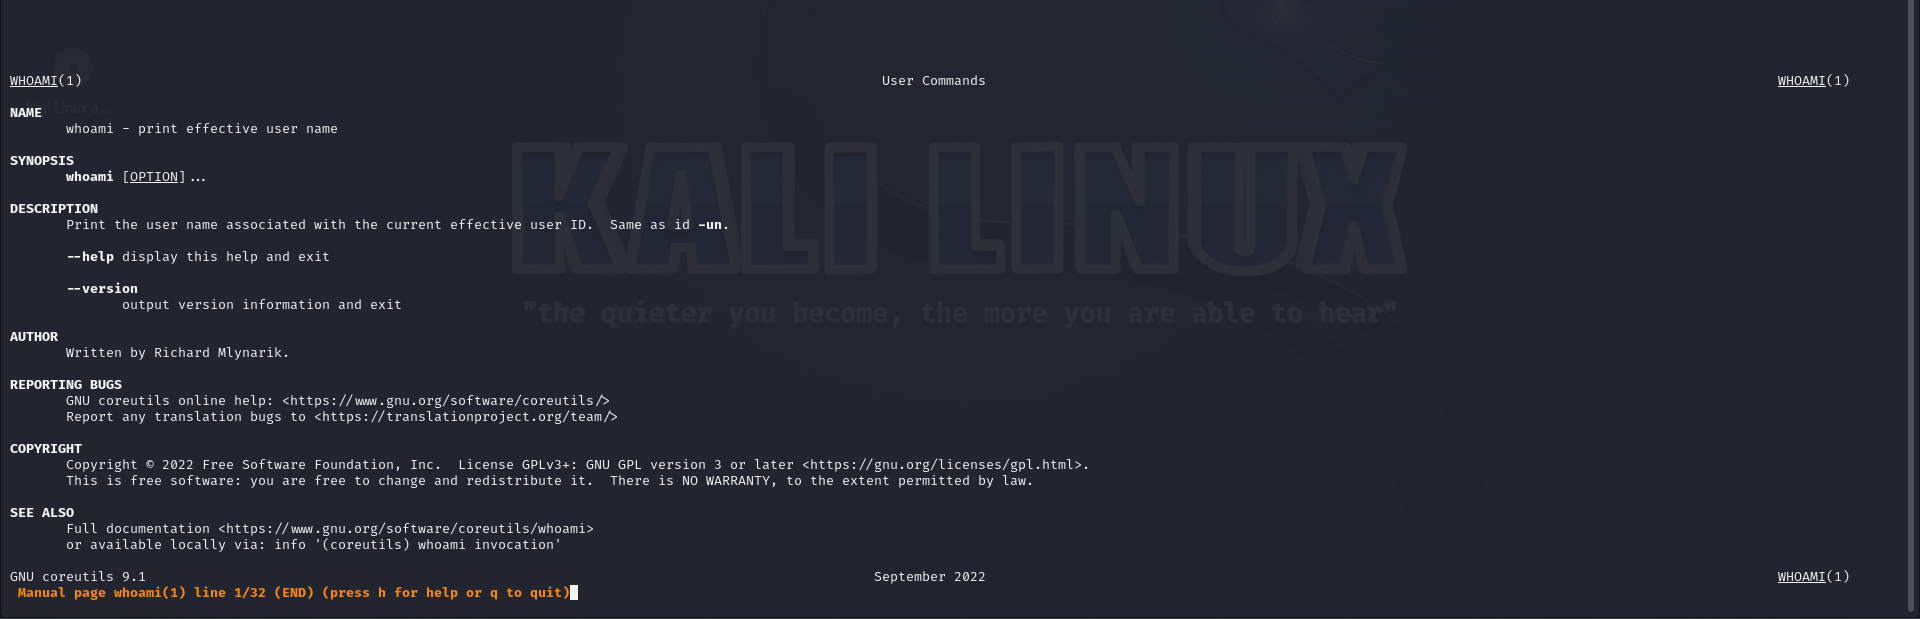 WHOAMI(1) User Commands WHOAMI(1)
NAME
whoami - print effective user name
SYNOPSIS
whoami [OPTION]...
DESCRIPTION
Print the user name associated with the current effective user ID.  Same as id -un.
--help display this help and exit
--version
output version information and exit
AUTHOR
Written by Richard Mlynarik.
REPORTING BUGS
GNU coreutils online help: <https://www.gnu.org/software/coreutils/>
Report any translation bugs to <https://translationproject.org/team/>
COPYRIGHT
Copyright © 2022 Free Software Foundation, Inc.  License GPLv3+: GNU GPL version 3 or later <https://gnu.org/licenses/gpl.html>.
This is free software: you are free to change and redistribute it.  There is NO WARRANTY, to the extent permitted by law.
SEE ALSO
Full documentation <https://www.gnu.org/software/coreutils/whoami>
or available locally via: info '(coreutils) whoami invocation'
GNU coreutils 9.1 September 2022 WHOAMI(1)
Manual page whoami(1) line 1/32 (END) (press h for help or q to quit)
KALI LINUX
"the quieter you become, the more you are able to hear"